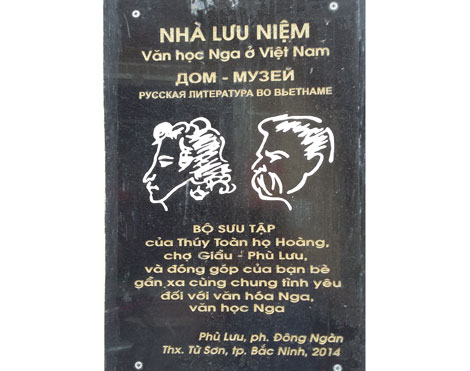 NHÀ LƯU NIỆM
Văn học Nga ở Việt Nam
ДОМ - МУЗЕЙ
РУССКАЯ ЛИТЕРАТУРА ВО ВЬЕТНАМЕ
BỘ SƯU TẬP
của Thúy Toàn họ Hoàng,
chợ Giầu - Phù Lưu,
và đóng góp của bạn bè
gần xa cùng chung tình yêu
đối với văn hóa Nga,
văn học Nga
Phù Lưu, ph. Đông Ngàn
Thx. Từ Sơn, tp. Bắc Ninh, 2014